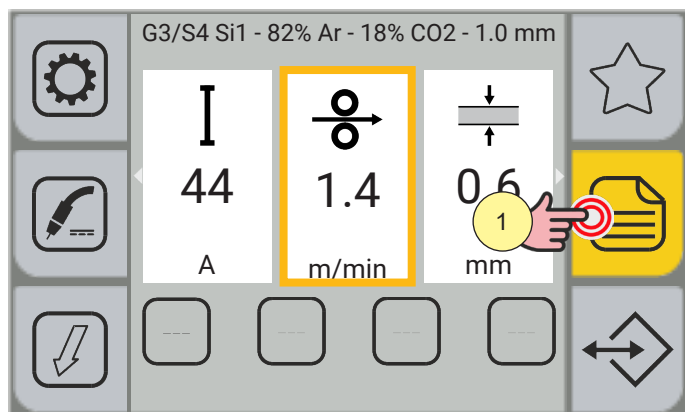 G3/S4 Si1 - 82% Ar - 18% CO2 - 1.0 mm
44 1.4 0.6
1
A m/min mm
--- --- --- ---